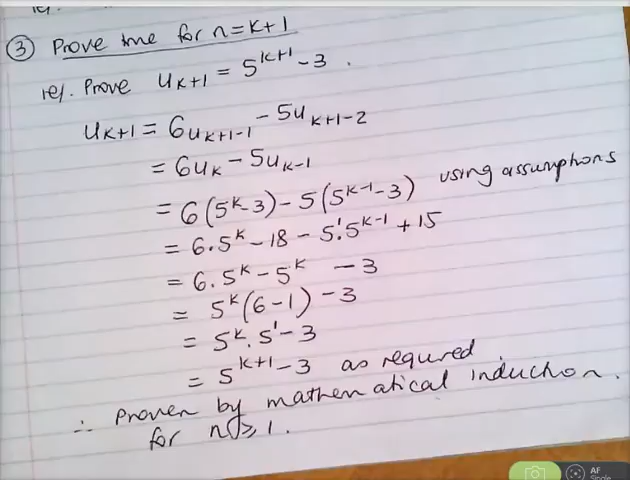 ③ Prove true for n=k+1
ie/. Prove u_{k+1} = 5^{k+1} - 3 .
u_{k+1} = 6u_{k+1-1} - 5u_{k+1-2}
= 6u_k - 5u_{k-1}
= 6(5^k - 3) - 5(5^{k-1} - 3) using assumptions
= 6.5^k - 18 - 5^1.5^{k-1} + 15
= 6.5^k - 5^k - 3
= 5^k(6-1) - 3
= 5^k.5^1 - 3
= 5^{k+1} - 3 as required.
∴ proven by mathematical induction.
for n ≥ 1.
AF